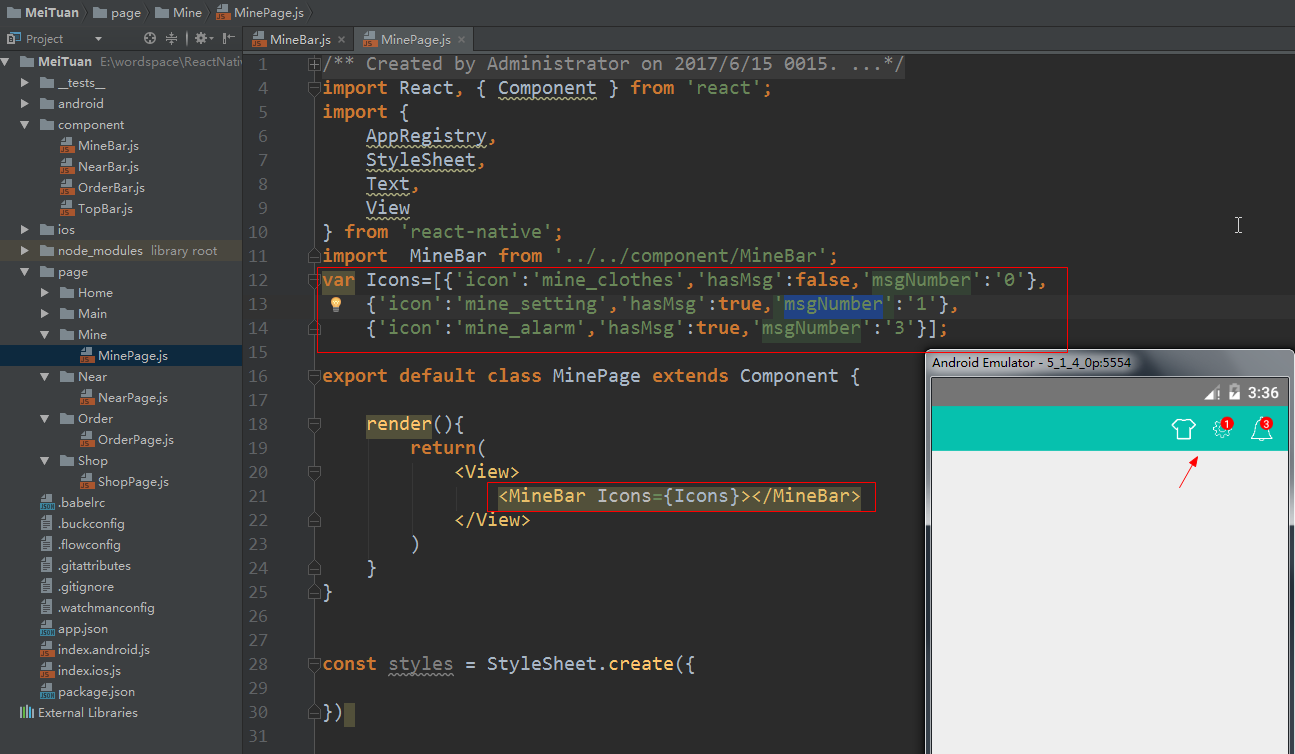 MeiTuan page Mine MinePage.js
Project
MineBar.js MinePage.js
MeiTuan E:\wordspace\ReactNati
__tests__
android
component
MineBar.js
NearBar.js
OrderBar.js
TopBar.js
ios
node_modules library root
page
Home
Main
Mine
MinePage.js
Near
NearPage.js
Order
OrderPage.js
Shop
ShopPage.js
.babelrc
.buckconfig
.flowconfig
.gitattributes
.gitignore
.watchmanconfig
app.json
index.android.js
index.ios.js
package.json
External Libraries
1 /** Created by Administrator on 2017/6/15 0015. ...*/
4 import React, { Component } from 'react';
5 import {
6 AppRegistry,
7 StyleSheet,
8 Text,
9 View
10 } from 'react-native';
11 import  MineBar from '../../component/MineBar';
12 var Icons=[{'icon':'mine_clothes','hasMsg':false,'msgNumber':'0'},
13 {'icon':'mine_setting','hasMsg':true,'msgNumber':'1'},
14 {'icon':'mine_alarm','hasMsg':true,'msgNumber':'3'}];
15
16 export default class MinePage extends Component {
17
18 render(){
19 return(
20 <View>
21 <MineBar Icons={Icons}></MineBar>
22 </View>
23 )
24 }
25 }
26
27
28 const styles = StyleSheet.create({
29
30 })
31
Android Emulator - 5_1_4_0p:5554
3:36
1 3